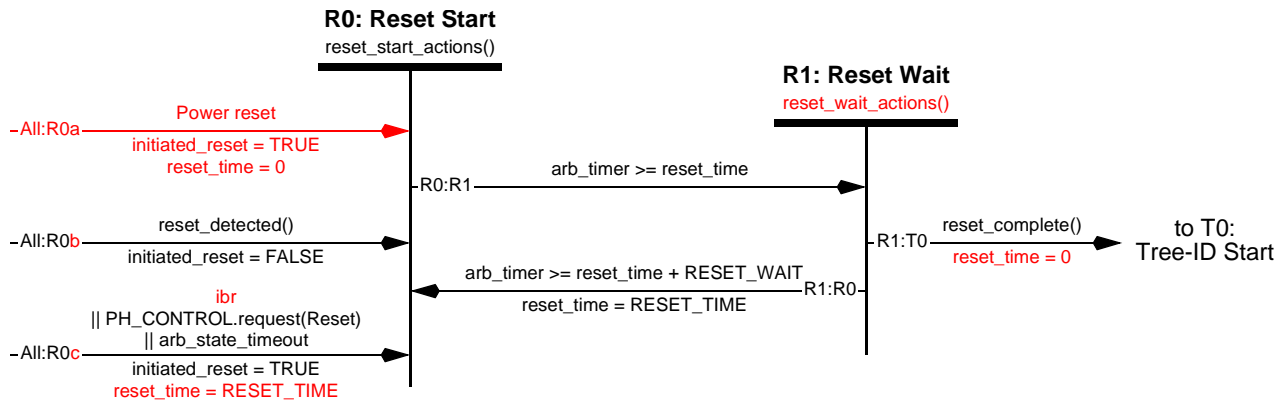 R0: Reset Start
reset_start_actions()
R1: Reset Wait
reset_wait_actions()
All:R0a
Power reset
initiated_reset = TRUE
reset_time = 0
R0:R1
arb_timer >= reset_time
All:R0b
reset_detected()
initiated_reset = FALSE
R1:T0
reset_complete()
reset_time = 0
to T0:
Tree-ID Start
arb_timer >= reset_time + RESET_WAIT
R1:R0
reset_time = RESET_TIME
ibr
|| PH_CONTROL.request(Reset)
|| arb_state_timeout
All:R0c
initiated_reset = TRUE
reset_time = RESET_TIME